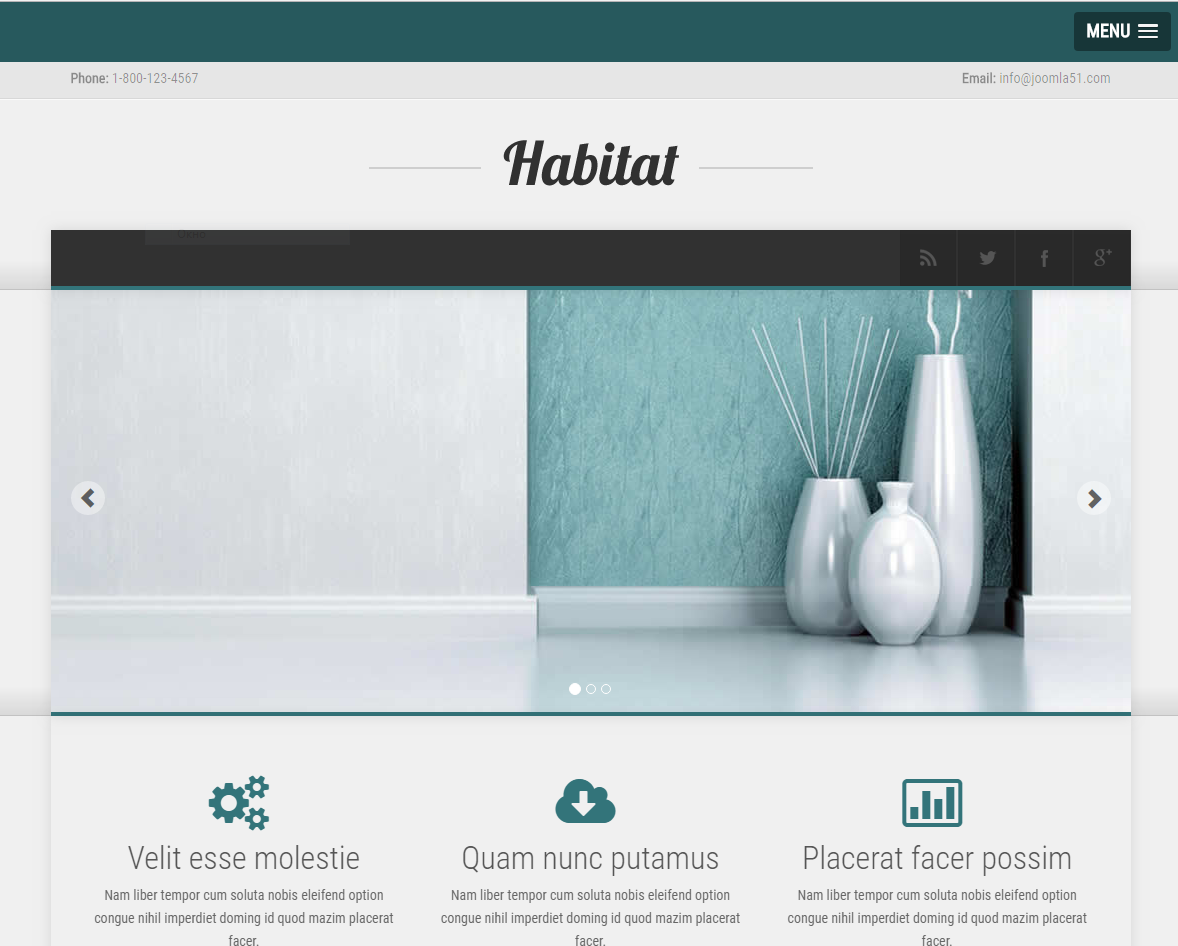 MENU
Phone: 1-800-123-4567
Email: info@joomla51.com
Habitat
Velit esse molestie
Nam liber tempor cum soluta nobis eleifend option
congue nihil imperdiet doming id quod mazim placerat
facer.
Quam nunc putamus
Nam liber tempor cum soluta nobis eleifend option
congue nihil imperdiet doming id quod mazim placerat
facer.
Placerat facer possim
Nam liber tempor cum soluta nobis eleifend option
congue nihil imperdiet doming id quod mazim placerat
facer.